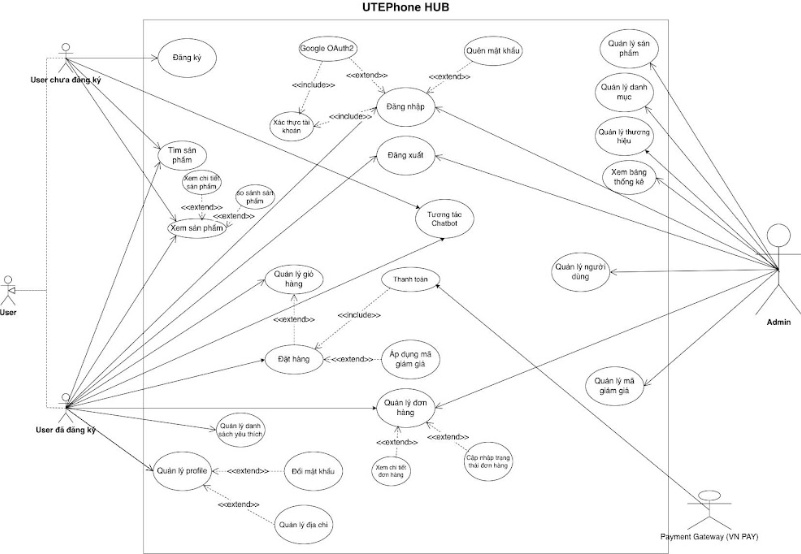 UTEPhone HUB
User chưa đăng ký
Đăng ký
Google OAuth2
Quên mật khẩu
<<include>>
<<extend>>
<<extend>>
Đăng nhập
<<include>>
Xác thực tài
khoản
Đăng xuất
Quản lý sản
phẩm
Quản lý danh
mục
Quản lý thương
hiệu
Xem bảng
thống kê
Tìm sản
phẩm
Xem chi tiết
sản phẩm
so sánh sản
phẩm
<<extend>>
<<extend>>
Xem sản phẩm
Tương tác
Chatbot
User
Quản lý giỏ
hàng
Thanh toán
Quản lý người
dùng
Admin
<<extend>>
<<include>>
Đặt hàng
<<extend>>
Áp dụng mã
giảm giá
Quản lý mã
giảm giá
User đã đăng ký
Quản lý đơn
hàng
Quản lý danh
sách yêu thích
<<extend>>
<<extend>>
Xem chi tiết
đơn hàng
Cập nhập trạng
thái đơn hàng
Quản lý profile
<<extend>>
Đổi mật khẩu
<<extend>>
Quản lý địa chỉ
Payment Gateway (VN PAY)